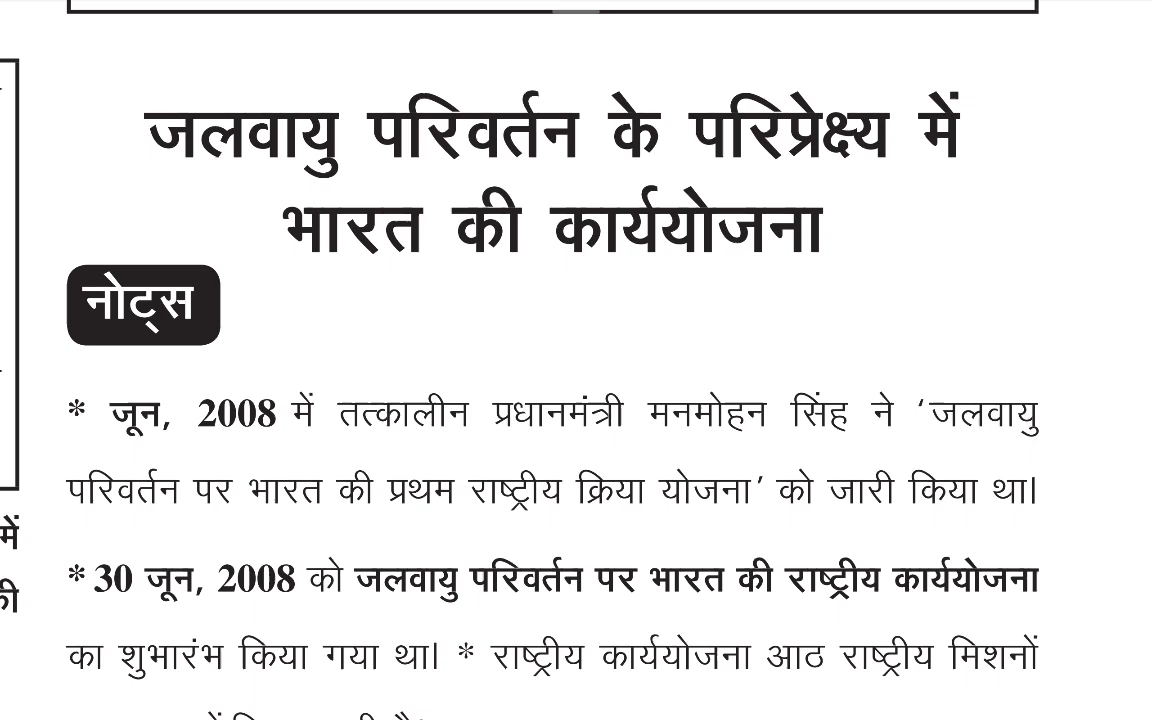 जलवायु परिवर्तन के परिप्रेक्ष्य में
भारत की कार्ययोजना
नोट्स
* जून, 2008 में तत्कालीन प्रधानमंत्री मनमोहन सिंह ने ‘जलवायु
परिवर्तन पर भारत की प्रथम राष्ट्रीय क्रिया योजना’ को जारी किया था।
में
* 30 जून, 2008 को जलवायु परिवर्तन पर भारत की राष्ट्रीय कार्ययोजना
की
का शुभारंभ किया गया था। * राष्ट्रीय कार्ययोजना आठ राष्ट्रीय मिशनों